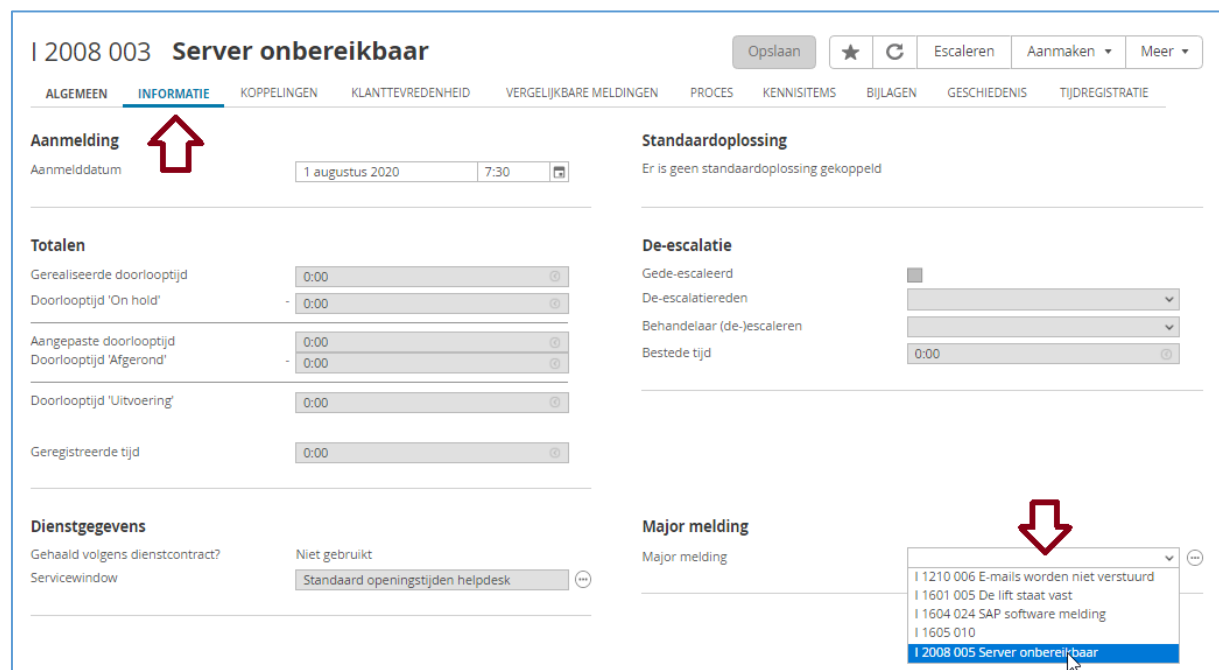 I 2008 003 Server onbereikbaar
Opslaan Escaleren Aanmaken Meer
ALGEMEEN INFORMATIE KOPPELINGEN KLANTTEVREDENHEID VERGELIJKBARE MELDINGEN PROCES KENNISITEMS BIJLAGEN GESCHIEDENIS TIJDREGISTRATIE
Aanmelding
Aanmelddatum 1 augustus 2020 7:30
Standaardoplossing
Er is geen standaardoplossing gekoppeld
Totalen
Gerealiseerde doorlooptijd 0:00
Doorlooptijd 'On hold' - 0:00
Aangepaste doorlooptijd 0:00
Doorlooptijd 'Afgerond' - 0:00
Doorlooptijd 'Uitvoering' 0:00
Geregistreerde tijd 0:00
De-escalatie
Gede-escaleerd
De-escalatiereden
Behandelaar (de-)escaleren
Bestede tijd 0:00
Dienstgegevens
Gehaald volgens dienstcontract? Niet gebruikt
Servicewindow Standaard openingstijden helpdesk
Major melding
Major melding
I 1210 006 E-mails worden niet verstuurd
I 1601 005 De lift staat vast
I 1604 024 SAP software melding
I 1605 010
I 2008 005 Server onbereikbaar